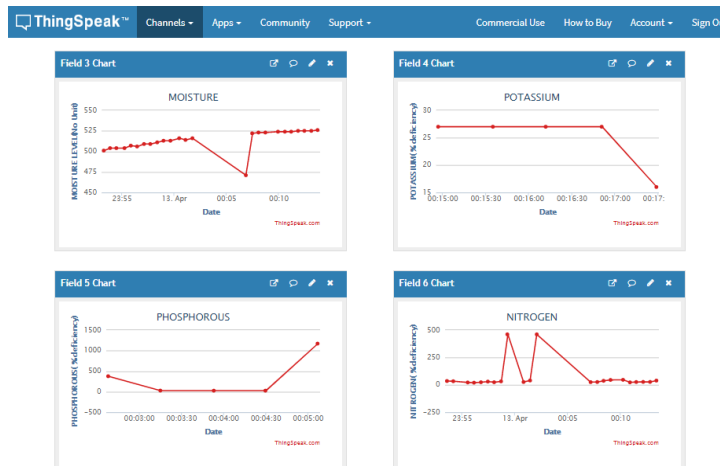 ThingSpeak™ Channels Apps Community Support Commercial Use How to Buy Account
Field 3 Chart
MOISTURE
MOISTURE LEVEL(No Unit)
550
525
500
475
450
23:55 13. Apr 00:05 00:10
Date
ThingSpeak.com
Field 4 Chart
POTASSIUM
POTASSIUM(% deficiency)
30
25
20
15
00:15:00 00:15:30 00:16:00 00:16:30 00:17:00 00:17:
Date
ThingSpeak.com
Field 5 Chart
PHOSPHOROUS
PHOSPHOROUS( % deficiency)
1500
1000
500
0
−500
00:03:00 00:03:30 00:04:00 00:04:30 00:05:00
Date
ThingSpeak.com
Field 6 Chart
NITROGEN
NITROGEN( % deficiency)
500
250
0
−250
23:55 13. Apr 00:05 00:10
Date
ThingSpeak.com